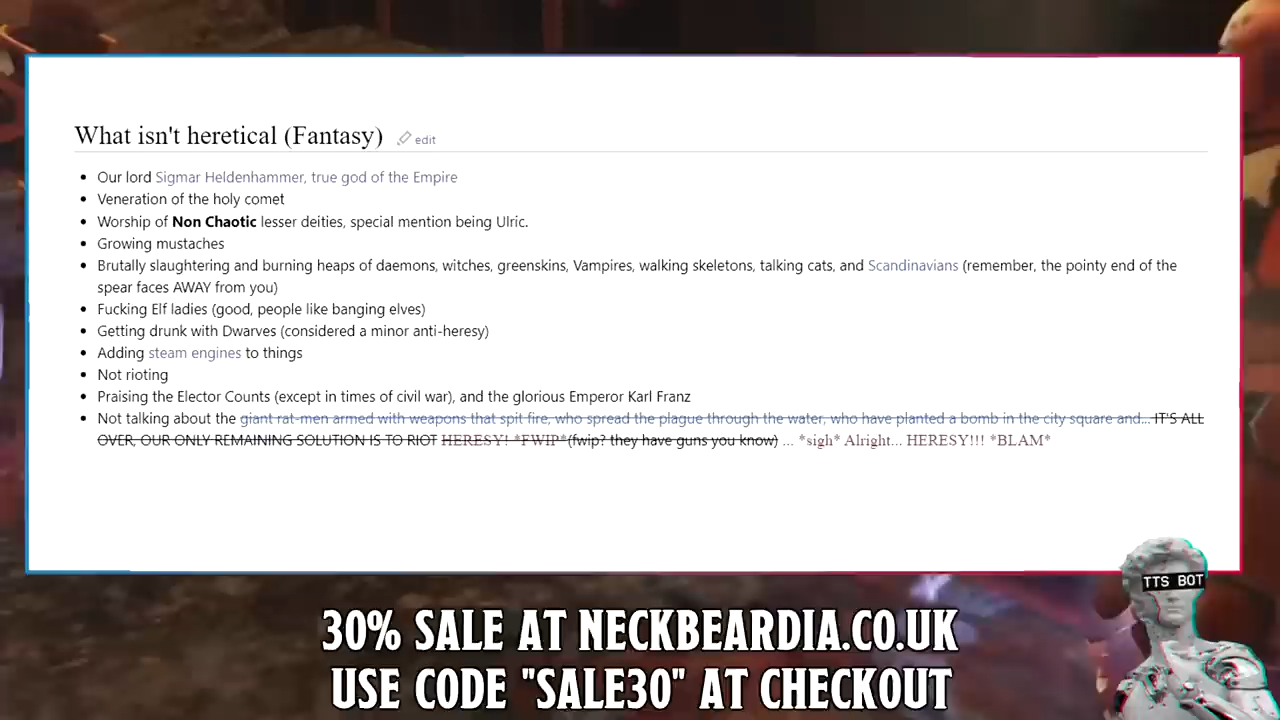 What isn't heretical (Fantasy) edit
Our lord Sigmar Heldenhammer, true god of the Empire
Veneration of the holy comet
Worship of Non Chaotic lesser deities, special mention being Ulric.
Growing mustaches
Brutally slaughtering and burning heaps of daemons, witches, greenskins, Vampires, walking skeletons, talking cats, and Scandinavians (remember, the pointy end of the
spear faces AWAY from you)
Fucking Elf ladies (good, people like banging elves)
Getting drunk with Dwarves (considered a minor anti-heresy)
Adding steam engines to things
Not rioting
Praising the Elector Counts (except in times of civil war), and the glorious Emperor Karl Franz
Not talking about the giant rat-men armed with weapons that spit fire, who spread the plague through the water, who have planted a bomb in the city square and... IT'S ALL
OVER, OUR ONLY REMAINING SOLUTION IS TO RIOT HERESY! *FWIP*(fwip? they have guns you know) ... *sigh* Alright... HERESY!!! *BLAM*
TTS BOT
30% SALE AT NECKBEARDIA.CO.UK
USE CODE "SALE30" AT CHECKOUT